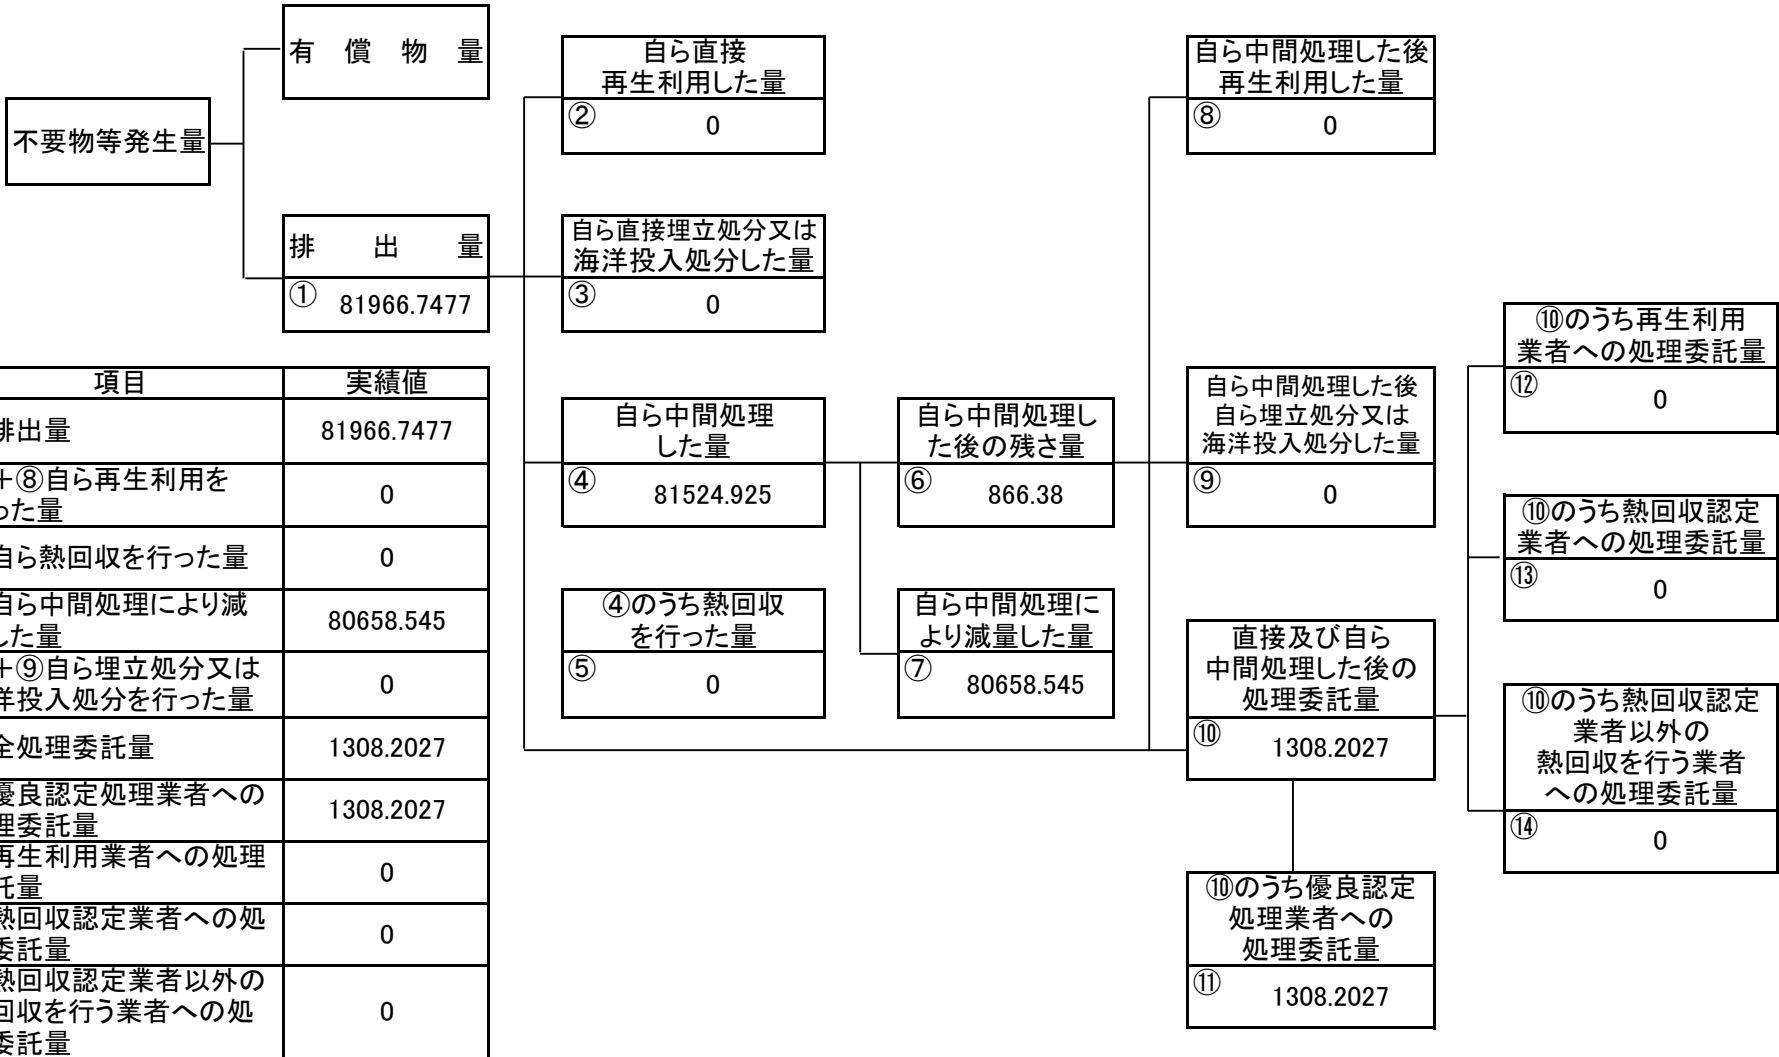 有償物量
不要物等発生量
排出量
①
81966.7477
自ら直接
再生利用した量
②
0
自ら直接埋立処分又は
海洋投入処分した量
③
0
自ら中間処理
した量
④
81524.925
④のうち熱回収
を行った量
⑤
0
自ら中間処理し
た後の残さ量
⑥
866.38
自ら中間処理に
より減量した量
⑦
80658.545
自ら中間処理した後
再生利用した量
⑧
0
自ら中間処理した後
自ら埋立処分又は
海洋投入処分した量
⑨
0
直接及び自ら
中間処理した後の
処理委託量
⑩
1308.2027
⑩のうち優良認定
処理業者への
処理委託量
⑪
1308.2027
⑩のうち再生利用
業者への処理委託量
⑫
0
⑩のうち熱回収認定
業者への処理委託量
⑬
0
⑩のうち熱回収認定
業者以外の
熱回収を行う業者
への処理委託量
⑭
0
項目 実績値
排出量 81966.7477
+⑧自ら再生利用を
った量
0
自ら熱回収を行った量 0
自ら中間処理により減
した量
80658.545
+⑨自ら埋立処分又は
洋投入処分を行った量
0
全処理委託量 1308.2027
優良認定処理業者への
理委託量
1308.2027
再生利用業者への処理
託量
0
熱回収認定業者への処
委託量
0
熱回収認定業者以外の
回収を行う業者への処
委託量
0